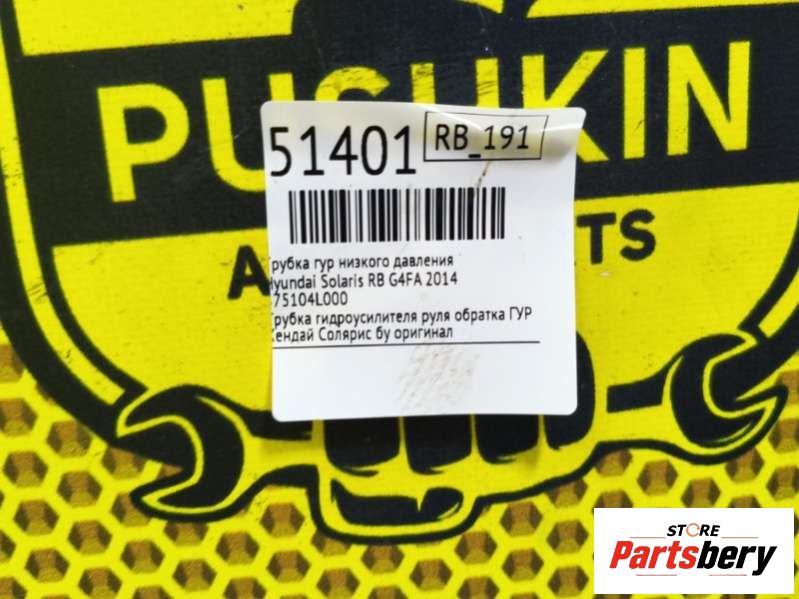 PUSHKIN
51401
RB_191
рубка гур низкого давления
Hyundai Solaris RB G4FA 2014
75104L000
рубка гидроусилителя руля обратка ГУР
ендай Солярис бу оригинал
STORE
Partsbery